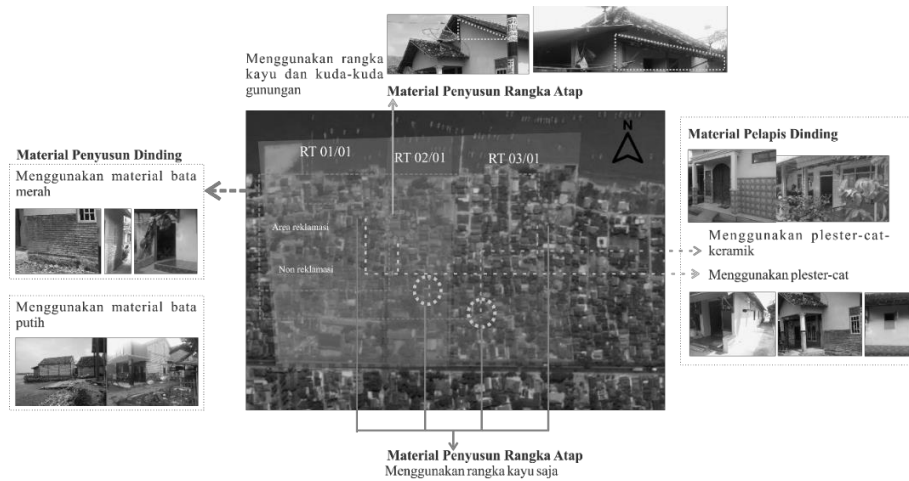 Menggunakan rangka
kayu dan kuda-kuda
gunungan
Material Penyusun Rangka Atap
Material Penyusun Dinding
Menggunakan material bata
merah
Menggunakan material bata
putih
RT 01/01
RT 02/01
RT 03/01
N
Area reklamasi
Non reklamasi
Material Pelapis Dinding
Menggunakan plester-cat-
keramik
Menggunakan plester-cat
Material Penyusun Rangka Atap
Menggunakan rangka kayu saja